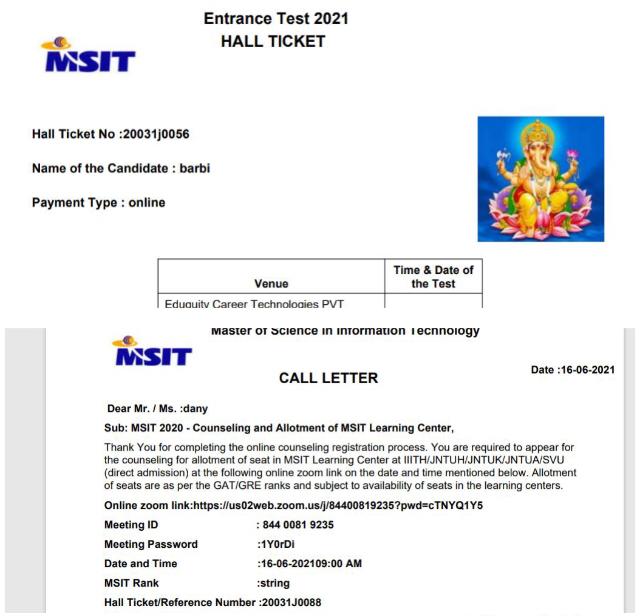 Entrance Test 2021
HALL TICKET
MSIT
Hall Ticket No :20031j0056
Name of the Candidate : barbi
Payment Type : online
Venue
Time & Date of
the Test
Eduquity Career Technologies PVT
Master of Science in Information Technology
MSIT
Date :16-06-2021
CALL LETTER
Dear Mr. / Ms. :dany
Sub: MSIT 2020 - Counseling and Allotment of MSIT Learning Center,
Thank You for completing the online counseling registration process. You are required to appear for
the counseling for allotment of seat in MSIT Learning Center at IIITH/JNTUH/JNTUK/JNTUA/SVU
(direct admission) at the following online zoom link on the date and time mentioned below. Allotment
of seats are as per the GAT/GRE ranks and subject to availability of seats in the learning centers.
Online zoom link:https://us02web.zoom.us/j/84400819235?pwd=cTNYQ1Y5
Meeting ID : 844 0081 9235
Meeting Password :1Y0rDi
Date and Time :16-06-202109:00 AM
MSIT Rank :string
Hall Ticket/Reference Number :20031J0088